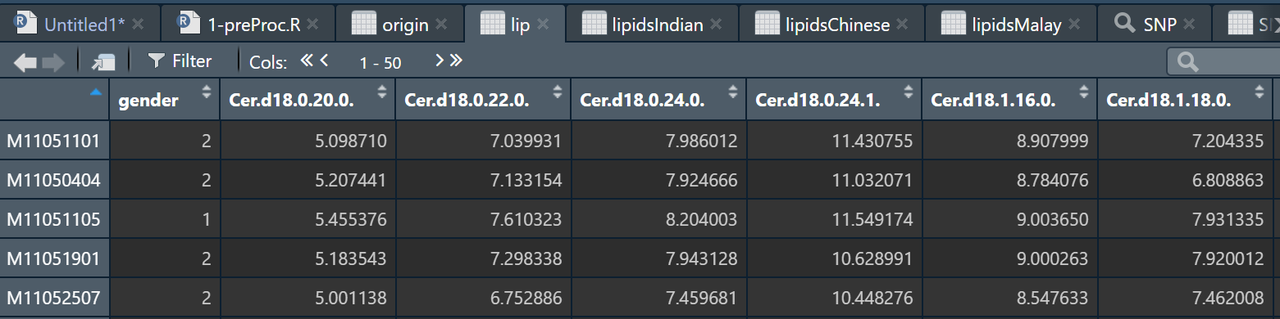 Untitled1* 1-preProc.R origin lip lipidsIndian lipidsChinese lipidsMalay SNP
Filter Cols: 1 - 50
gender Cer.d18.0.20.0. Cer.d18.0.22.0. Cer.d18.0.24.0. Cer.d18.0.24.1. Cer.d18.1.16.0. Cer.d18.1.18.0.
M11051101 2 5.098710 7.039931 7.986012 11.430755 8.907999 7.204335
M11050404 2 5.207441 7.133154 7.924666 11.032071 8.784076 6.808863
M11051105 1 5.455376 7.610323 8.204003 11.549174 9.003650 7.931335
M11051901 2 5.183543 7.298338 7.943128 10.628991 9.000263 7.920012
M11052507 2 5.001138 6.752886 7.459681 10.448276 8.547633 7.462008